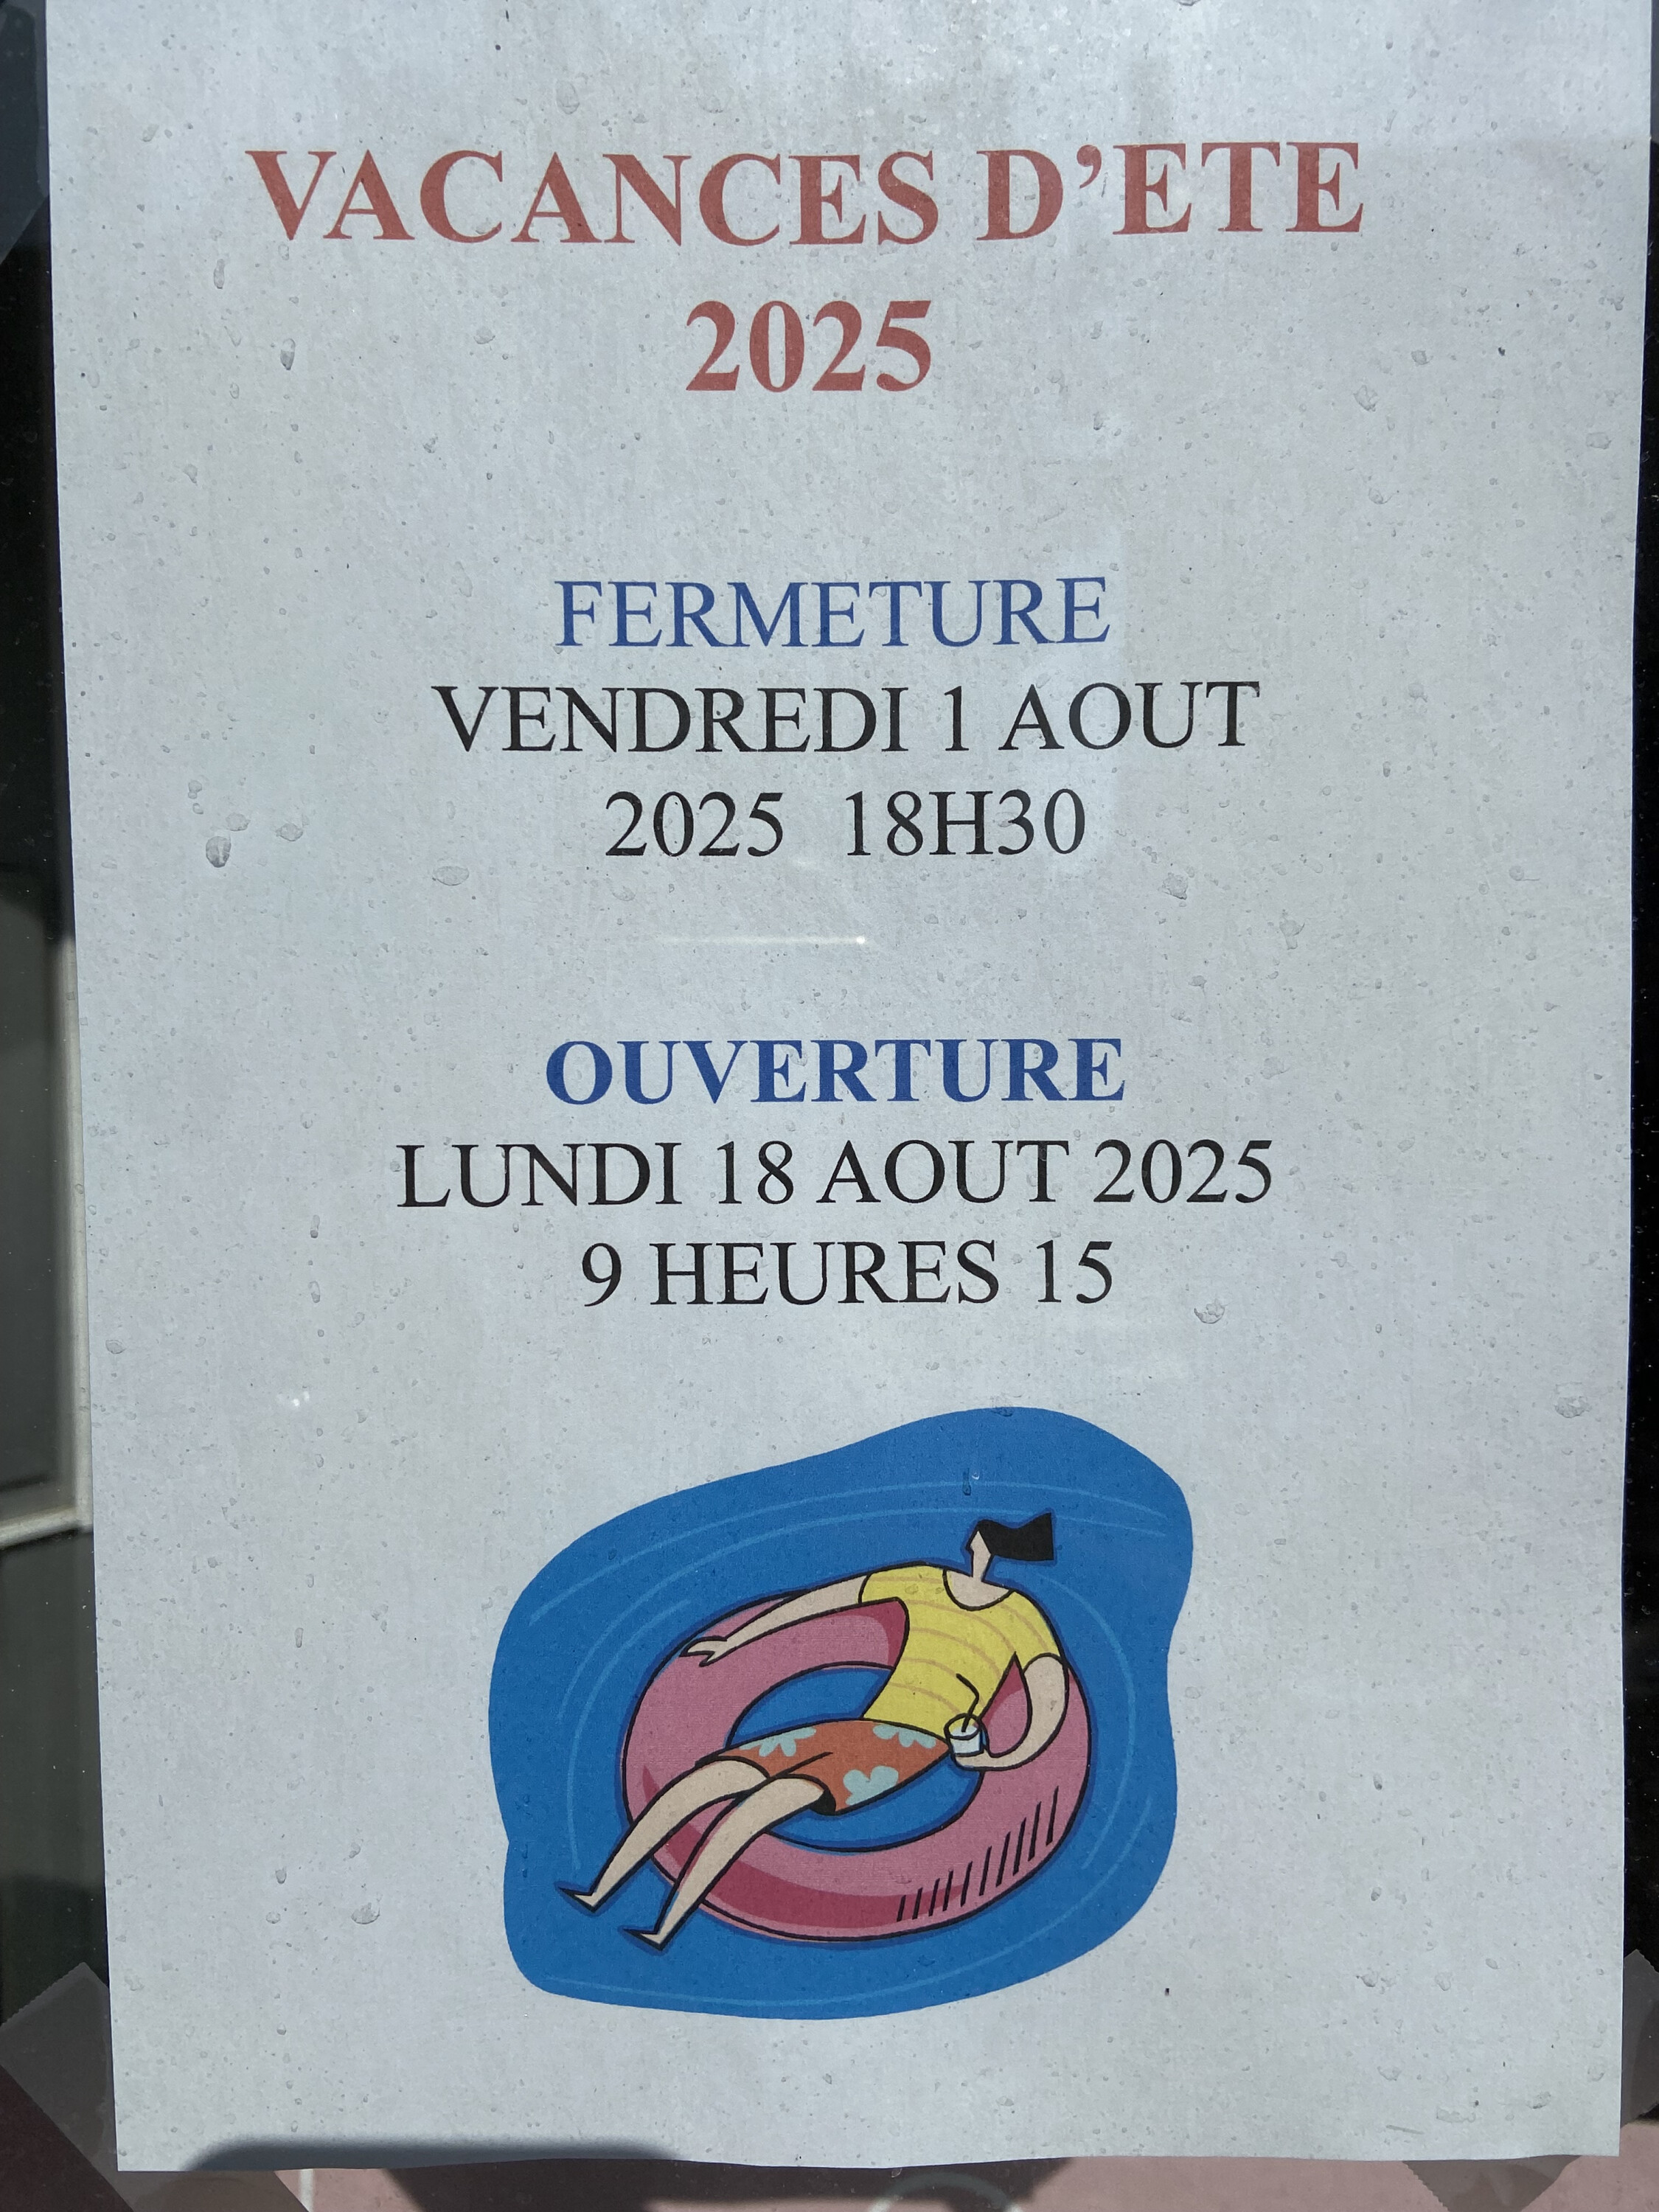 VACANCES D’ETE
2025
FERMETURE
VENDREDI 1 AOUT
2025 18H30
OUVERTURE
LUNDI 18 AOUT 2025
9 HEURES 15